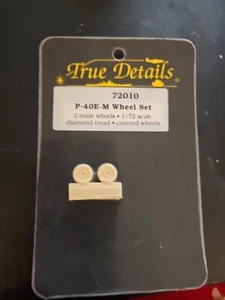 True Details
72010
P-40E-M Wheel Set
2 main wheels • 1/72 scale
diamond tread • covered wheels